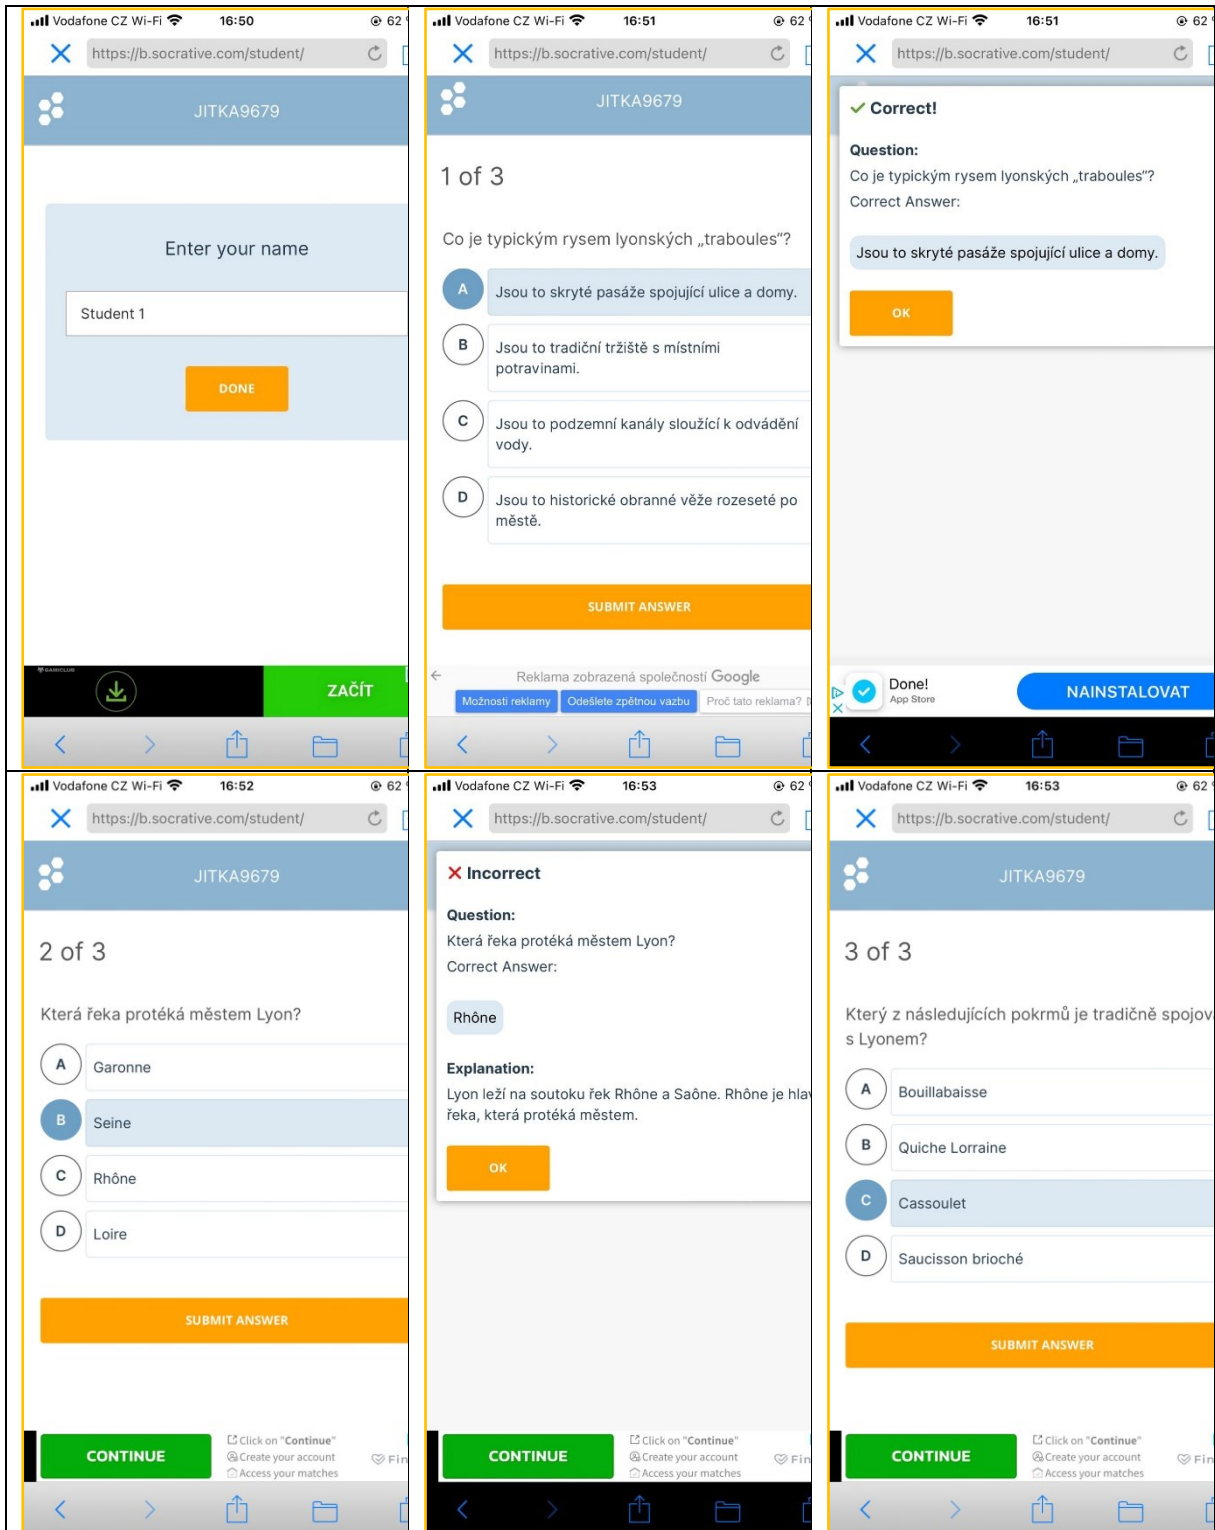 Vodafone CZ Wi-Fi 16:50 62 %
https://b.socrative.com/student/
JITKA9679
Enter your name
Student 1
DONE
GAMICLUB
ZAČÍT
Vodafone CZ Wi-Fi 16:51 62 %
https://b.socrative.com/student/
JITKA9679
1 of 3
Co je typickým rysem lyonských „traboules“?
A Jsou to skryté pasáže spojující ulice a domy.
B Jsou to tradiční tržiště s místními
potravinami.
C Jsou to podzemní kanály sloužící k odvádění
vody.
D Jsou to historické obranné věže rozeseté po
městě.
SUBMIT ANSWER
Reklama zobrazená společností Google
Možnosti reklamy Odešlete zpětnou vazbu Proč tato reklama?
Vodafone CZ Wi-Fi 16:51 62 %
https://b.socrative.com/student/
Correct!
Question:
Co je typickým rysem lyonských „traboules“?
Correct Answer:
Jsou to skryté pasáže spojující ulice a domy.
OK
Done!
App Store
NAINSTALOVAT
Vodafone CZ Wi-Fi 16:52 62 %
https://b.socrative.com/student/
JITKA9679
2 of 3
Která řeka protéká městem Lyon?
A Garonne
B Seine
C Rhône
D Loire
SUBMIT ANSWER
CONTINUE
Click on "Continue"
Create your account
Access your matches
Fin
Vodafone CZ Wi-Fi 16:53 62 %
https://b.socrative.com/student/
Incorrect
Question:
Která řeka protéká městem Lyon?
Correct Answer:
Rhône
Explanation:
Lyon leží na soutoku řek Rhône a Saône. Rhône je hlav
řeka, která protéká městem.
OK
CONTINUE
Click on "Continue"
Create your account
Access your matches
Fin
Vodafone CZ Wi-Fi 16:53 62 %
https://b.socrative.com/student/
JITKA9679
3 of 3
Který z následujících pokrmů je tradičně spojov
s Lyonem?
A Bouillabaisse
B Quiche Lorraine
C Cassoulet
D Saucisson brioché
SUBMIT ANSWER
CONTINUE
Click on "Continue"
Create your account
Access your matches
Fin